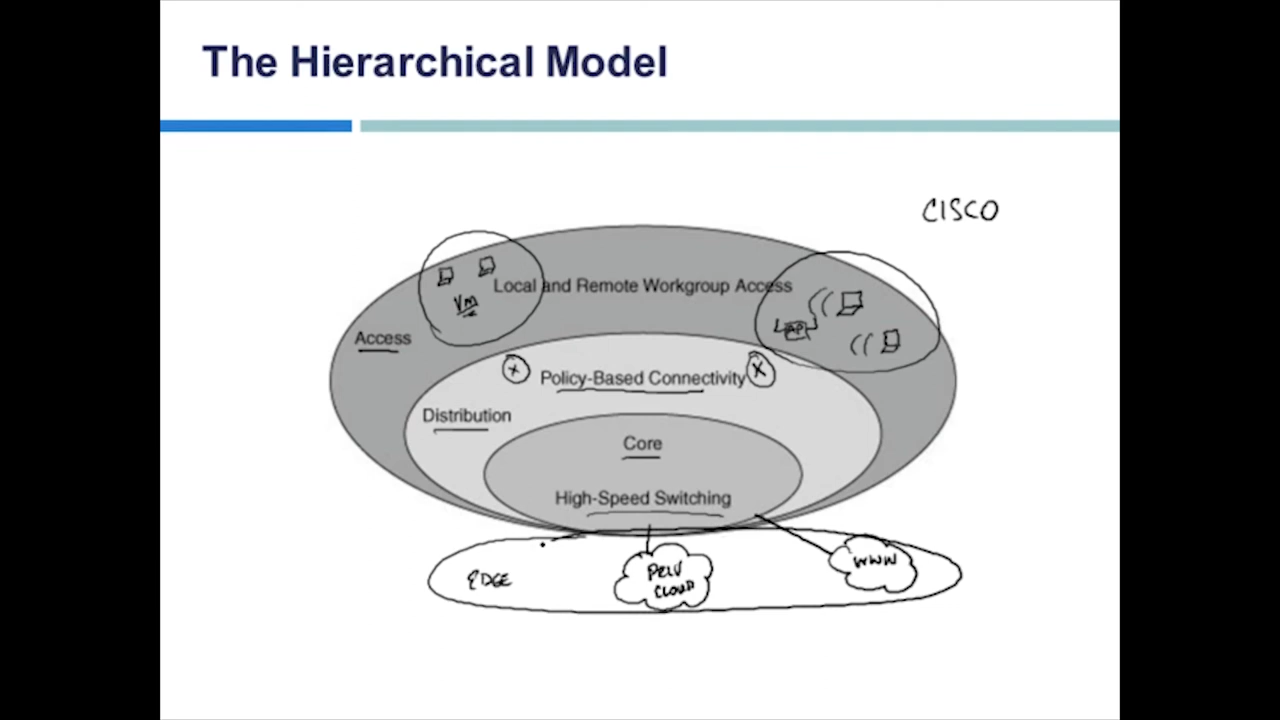 The Hierarchical Model
CISCO
Local and Remote Workgroup Access
VM
AP
Access
X Policy-Based Connectivity X
Distribution
Core
High-Speed Switching
EDGE
PRIV
CLOUD
WWW